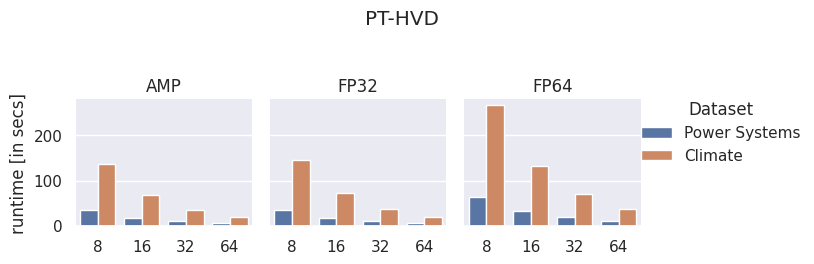 PT-HVD
AMP
FP32
FP64
runtime [in secs]
200
100
0
8 16 32 64
8 16 32 64
8 16 32 64
Dataset
Power Systems
Climate